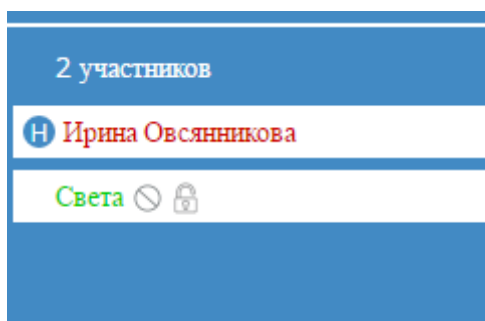 2 участников
Н Ирина Овсянникова
Света